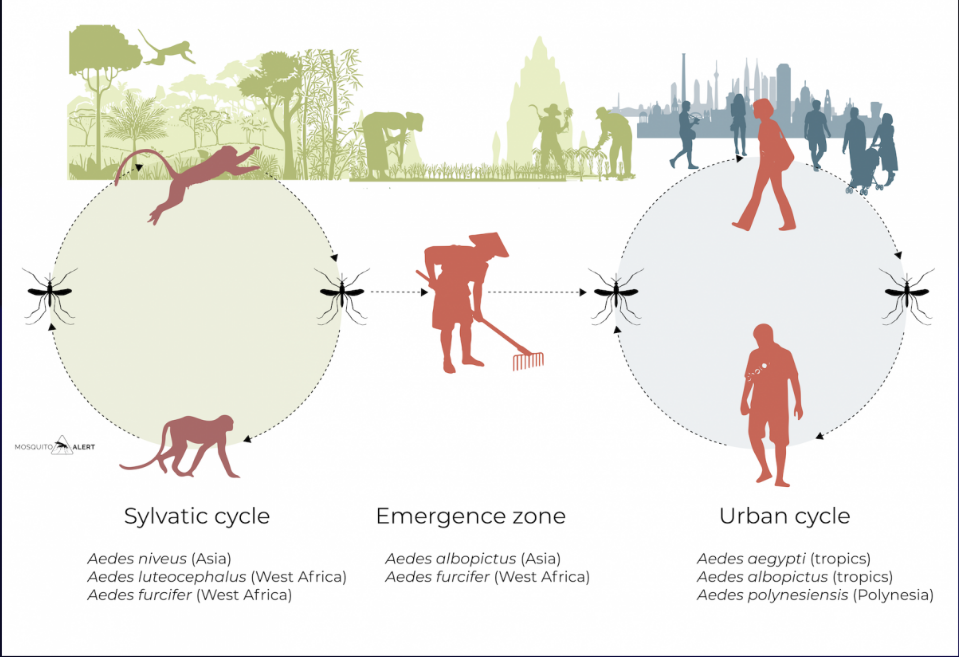 MOSQUITO ALERT
Sylvatic cycle
Aedes niveus (Asia)
Aedes luteocephalus (West Africa)
Aedes furcifer (West Africa)
Emergence zone
Aedes albopictus (Asia)
Aedes furcifer (West Africa)
Urban cycle
Aedes aegypti (tropics)
Aedes albopictus (tropics)
Aedes polynesiensis (Polynesia)